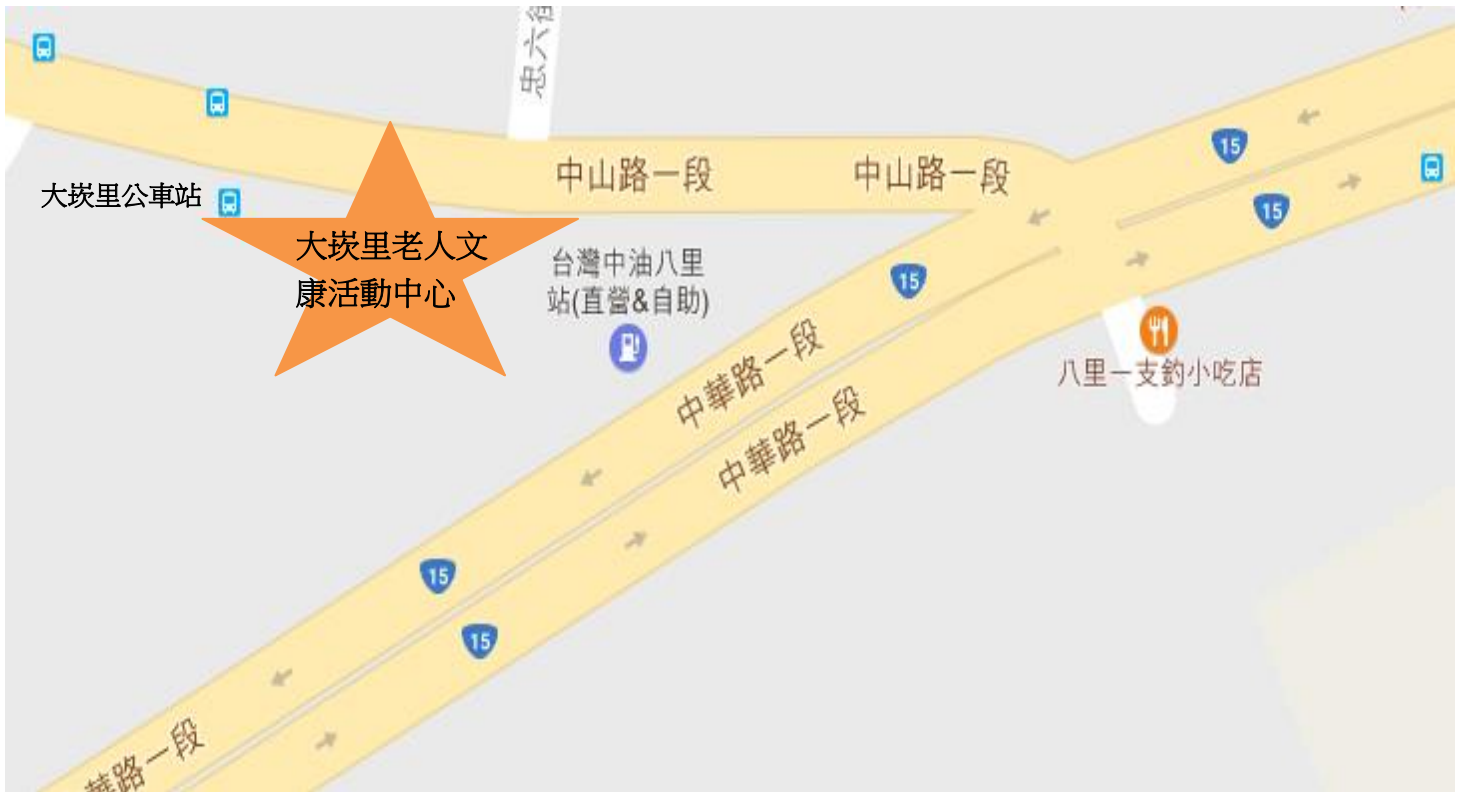 忠六街
中山路一段
中山路一段
15
15
大崁里公車站
大崁里老人文
康活動中心
台灣中油八里
站(直營&自助)
15
中華路一段
中華路一段
八里一支釣小吃店
15
15
華路一段